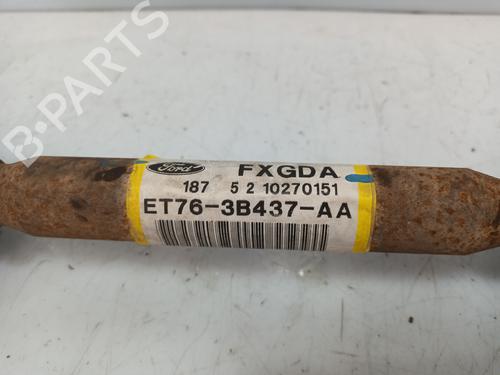 B-PARTS
Ford FXGDA
187 5 2 10270151
ET76-3B437-AA